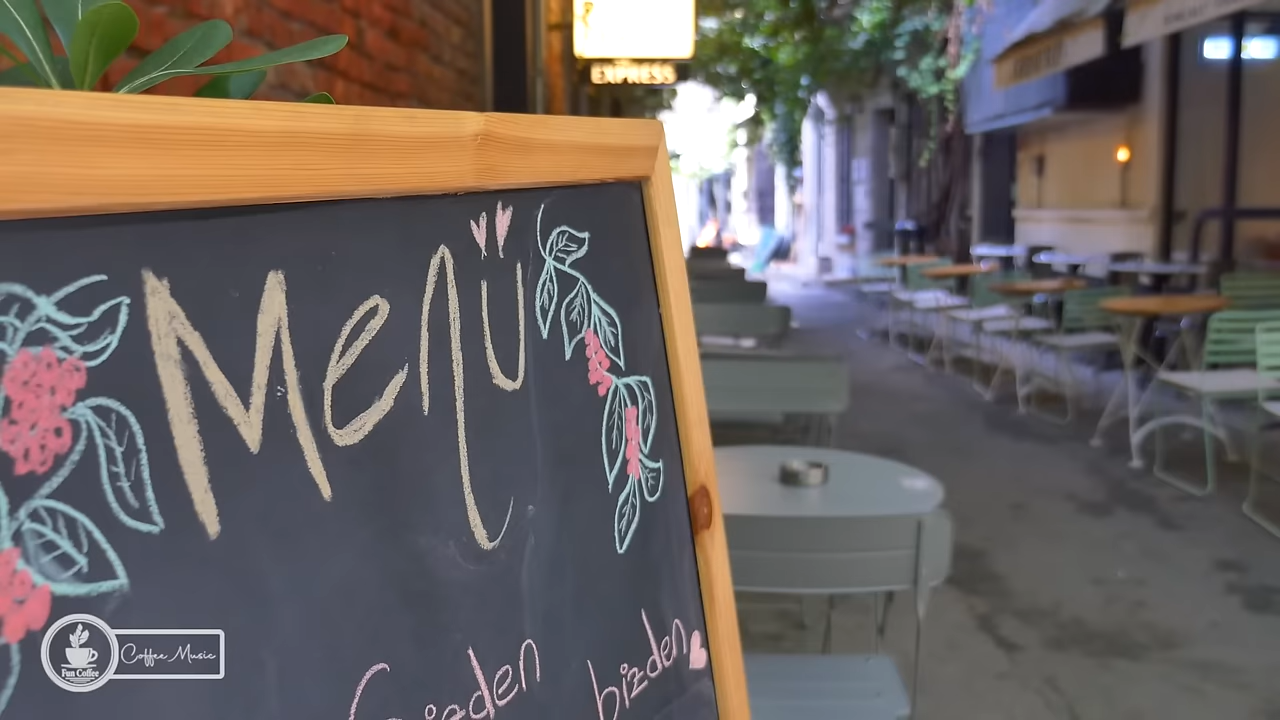 EXPRESS
Menü
bizden
Coffee Music
Fun Coffee